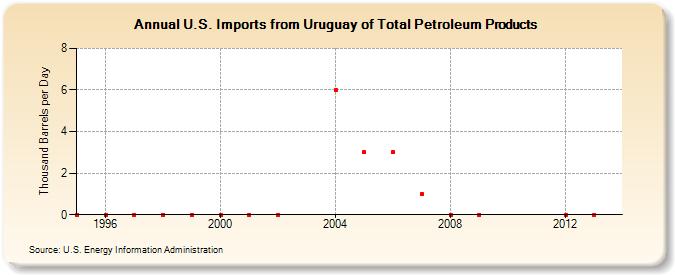 Annual U.S. Imports from Uruguay of Total Petroleum Products
Thousand Barrels per Day
8
6
4
2
0
1996 2000 2004 2008 2012
Source: U.S. Energy Information Administration